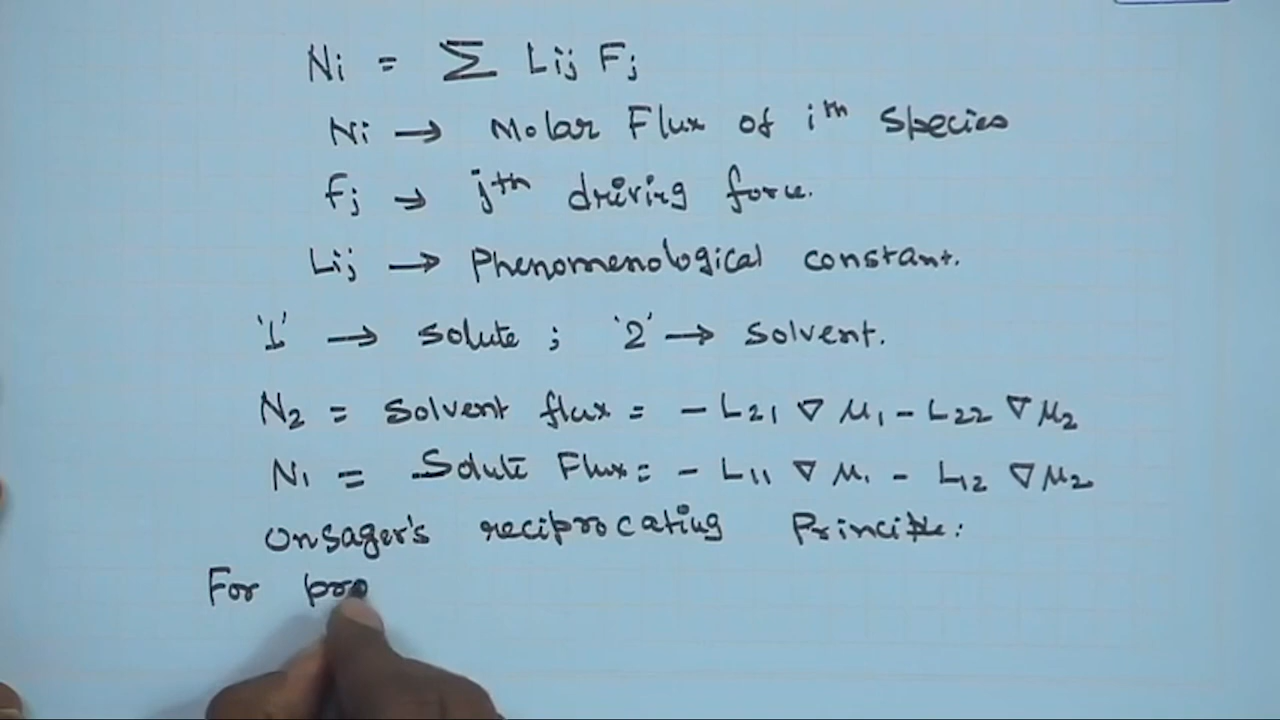 Ni = Σ Lij Fj
Ni → Molar Flux of ith Species
Fj → jth driving force.
Lij → Phenomenological constant.
'1' → solute ; '2' → solvent.
N2 = solvent flux = - L21 ∇ μ1 - L22 ∇ μ2
N1 = Solute Flux = - L11 ∇ μ1 - L12 ∇ μ2
Onsager's reciprocating Principle:
For pro